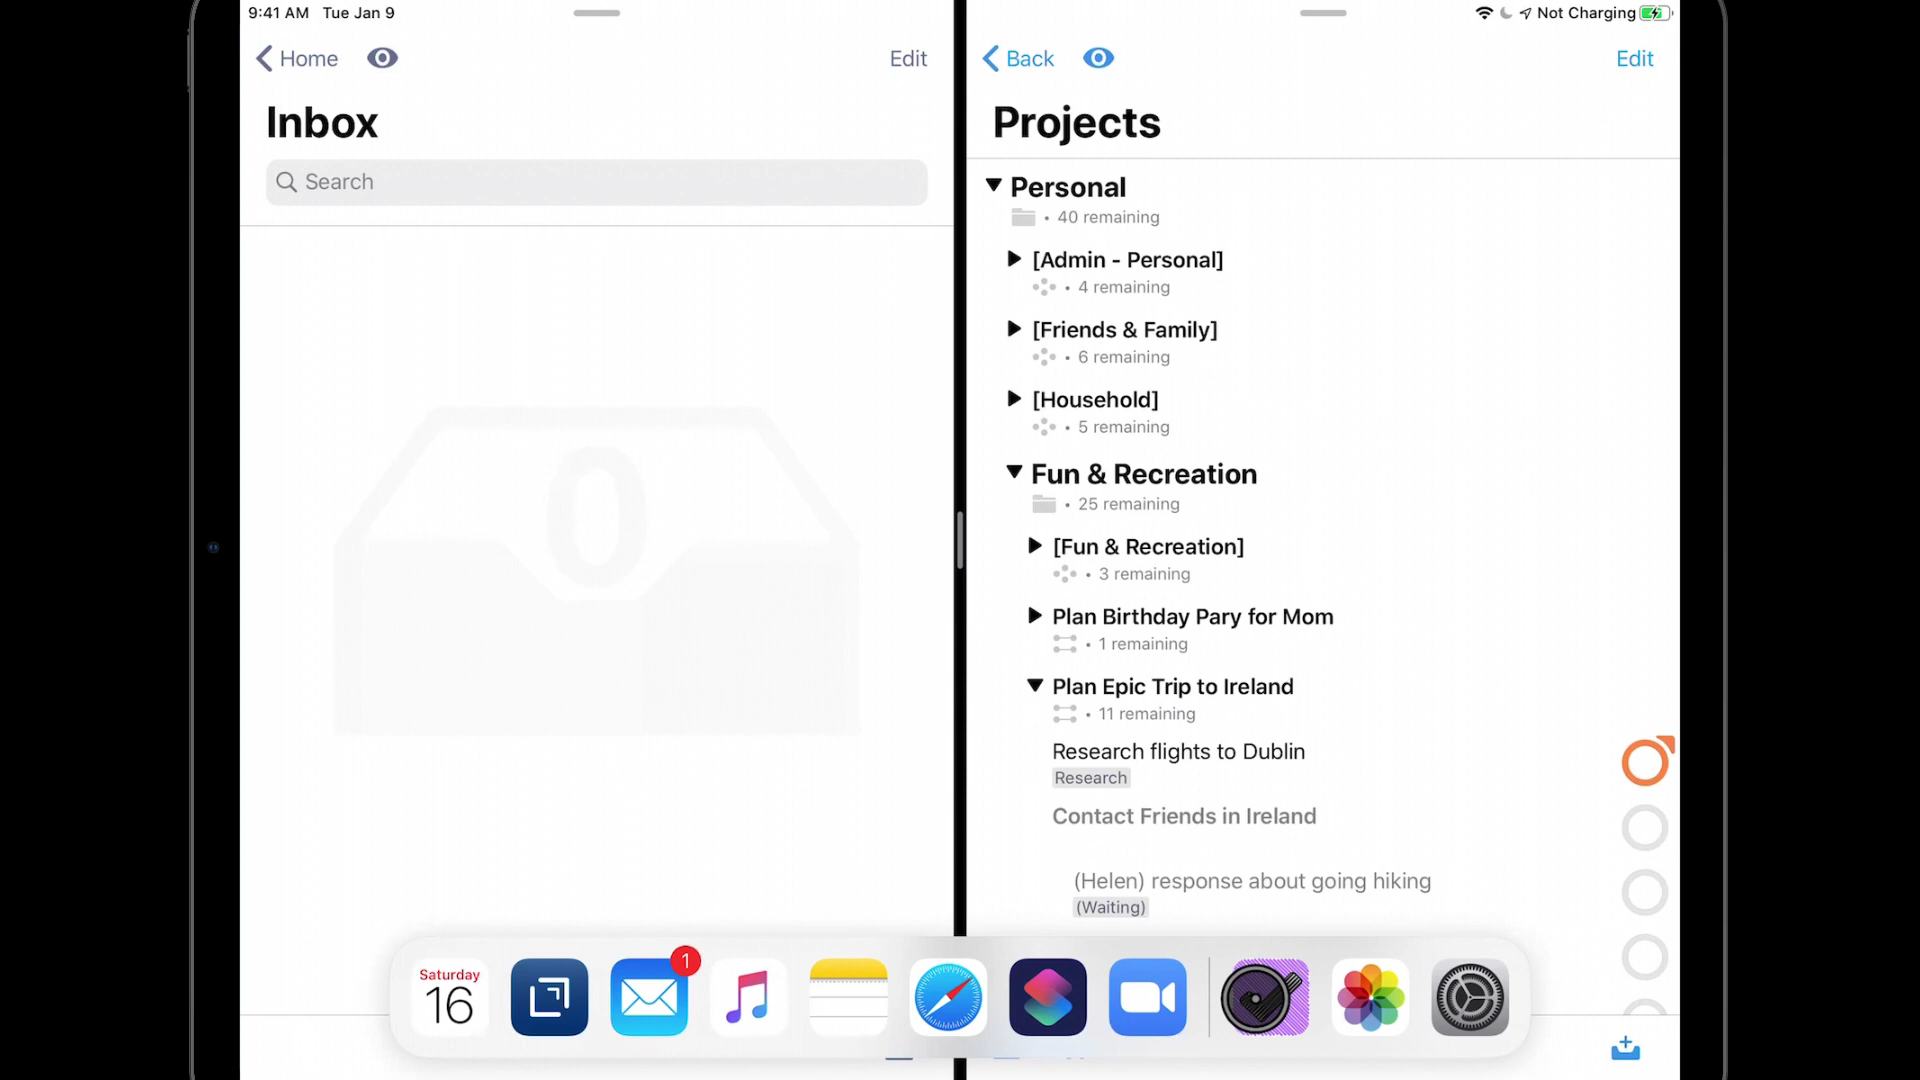 9:41 AM Tue Jan 9
Not Charging
Home
Edit
Inbox
Search
0
Back
Edit
Projects
Personal
• 40 remaining
[Admin - Personal]
• 4 remaining
[Friends & Family]
• 6 remaining
[Household]
• 5 remaining
Fun & Recreation
• 25 remaining
[Fun & Recreation]
• 3 remaining
Plan Birthday Pary for Mom
• 1 remaining
Plan Epic Trip to Ireland
• 11 remaining
Research flights to Dublin
Research
Contact Friends in Ireland
(Helen) response about going hiking
(Waiting)
Saturday
16
1